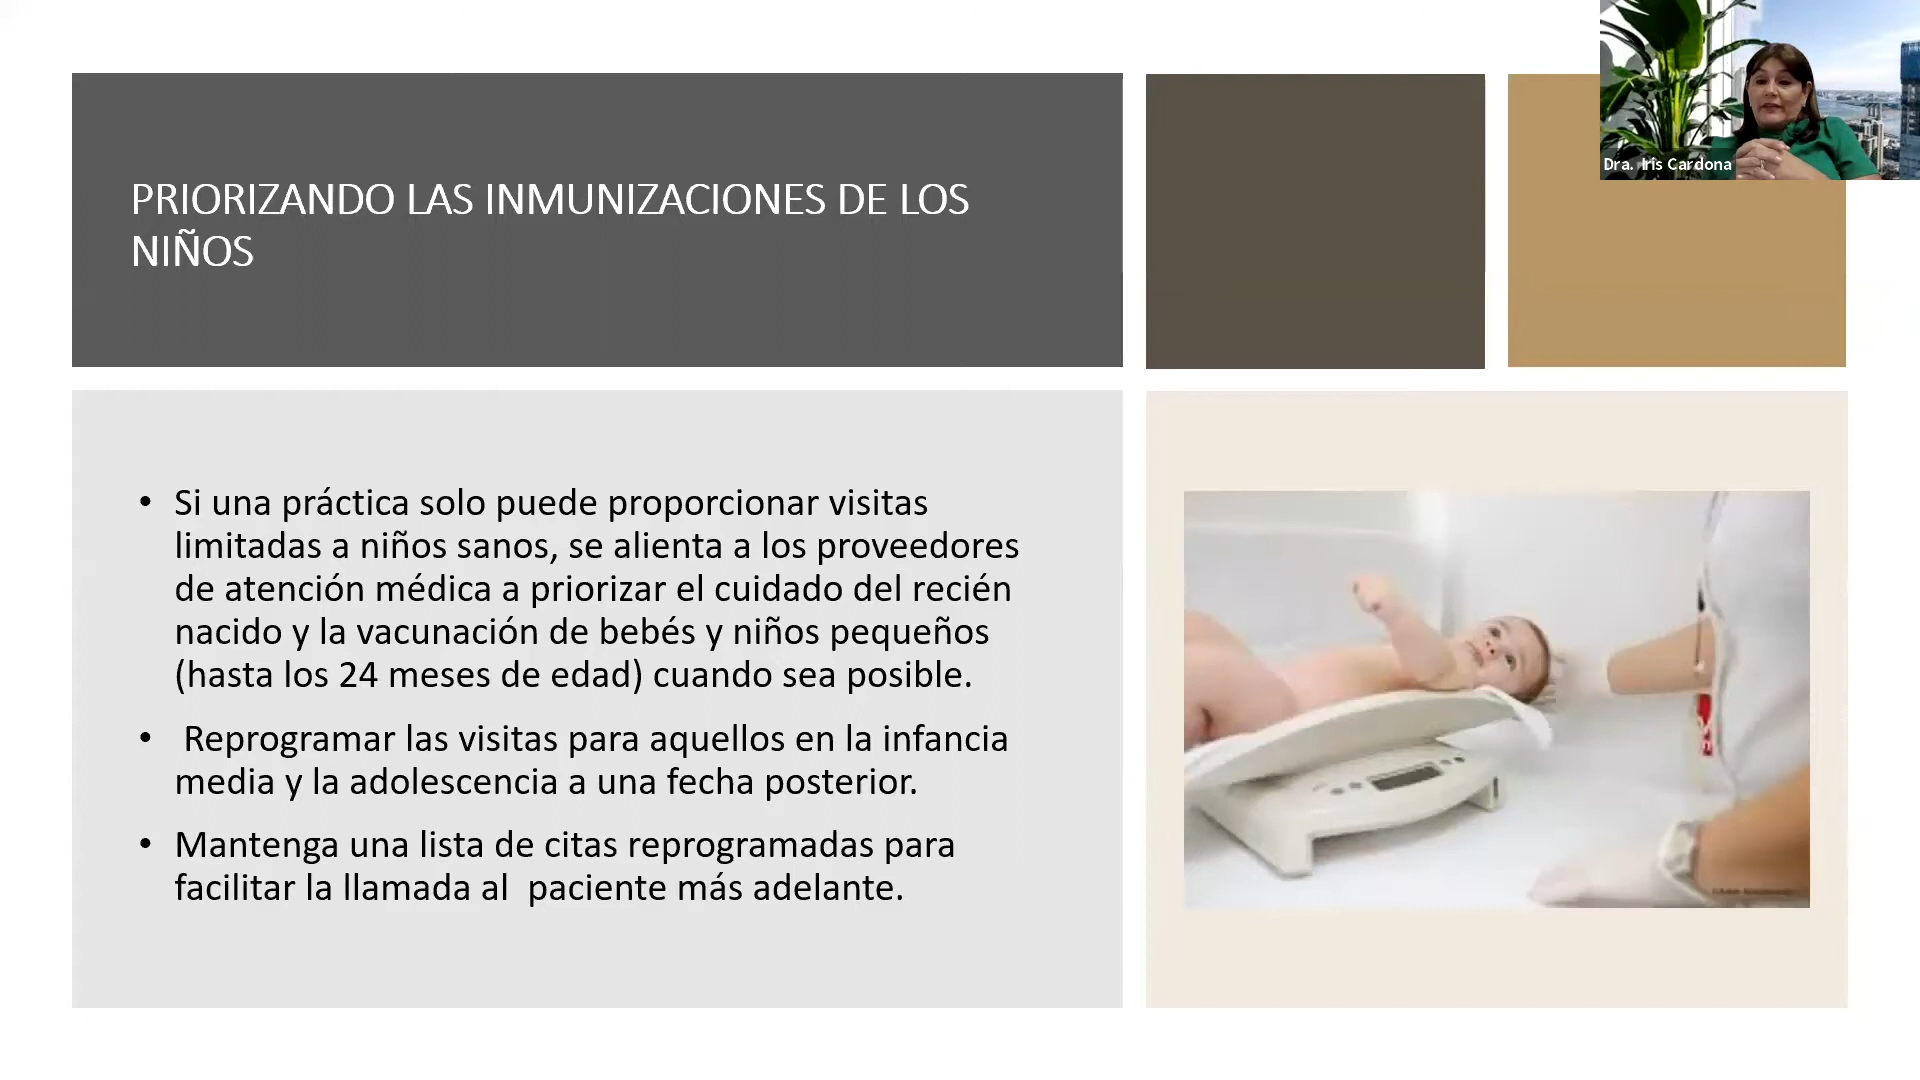 Dra. Iris Cardona
PRIORIZANDO LAS INMUNIZACIONES DE LOS
NIÑOS
• Si una práctica solo puede proporcionar visitas
limitadas a niños sanos, se alienta a los proveedores
de atención médica a priorizar el cuidado del recién
nacido y la vacunación de bebés y niños pequeños
(hasta los 24 meses de edad) cuando sea posible.
• Reprogramar las visitas para aquellos en la infancia
media y la adolescencia a una fecha posterior.
• Mantenga una lista de citas reprogramadas para
facilitar la llamada al  paciente más adelante.